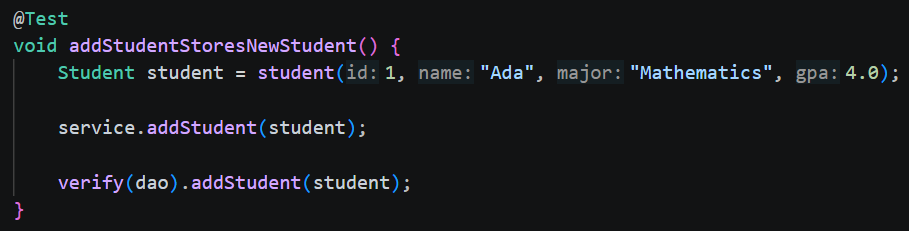 @Test
void addStudentStoresNewStudent() {
    Student student = student(id: 1, name: "Ada", major: "Mathematics", gpa: 4.0);
    service.addStudent(student);
    verify(dao).addStudent(student);
}